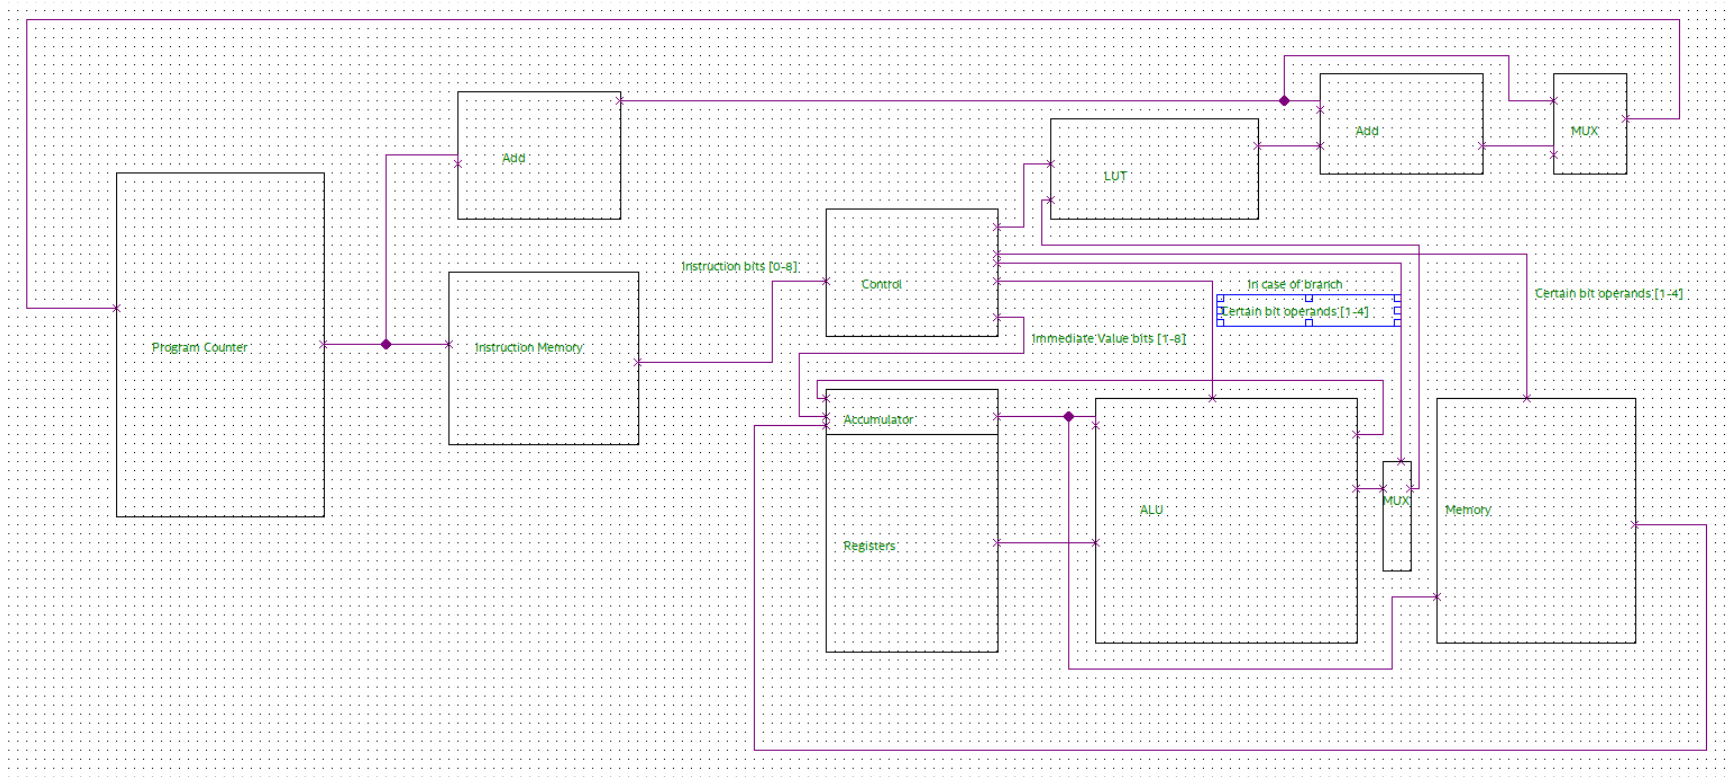 Add
MUX
Add
LUT
Instruction bits [0-8]
Control
In case of branch
Certain bit operands [1-4]
Certain bit operands [1-4]
Program Counter
Instruction Memory
Immediate Value bits [1-8]
Accumulator
MUX
ALU
Memory
Registers